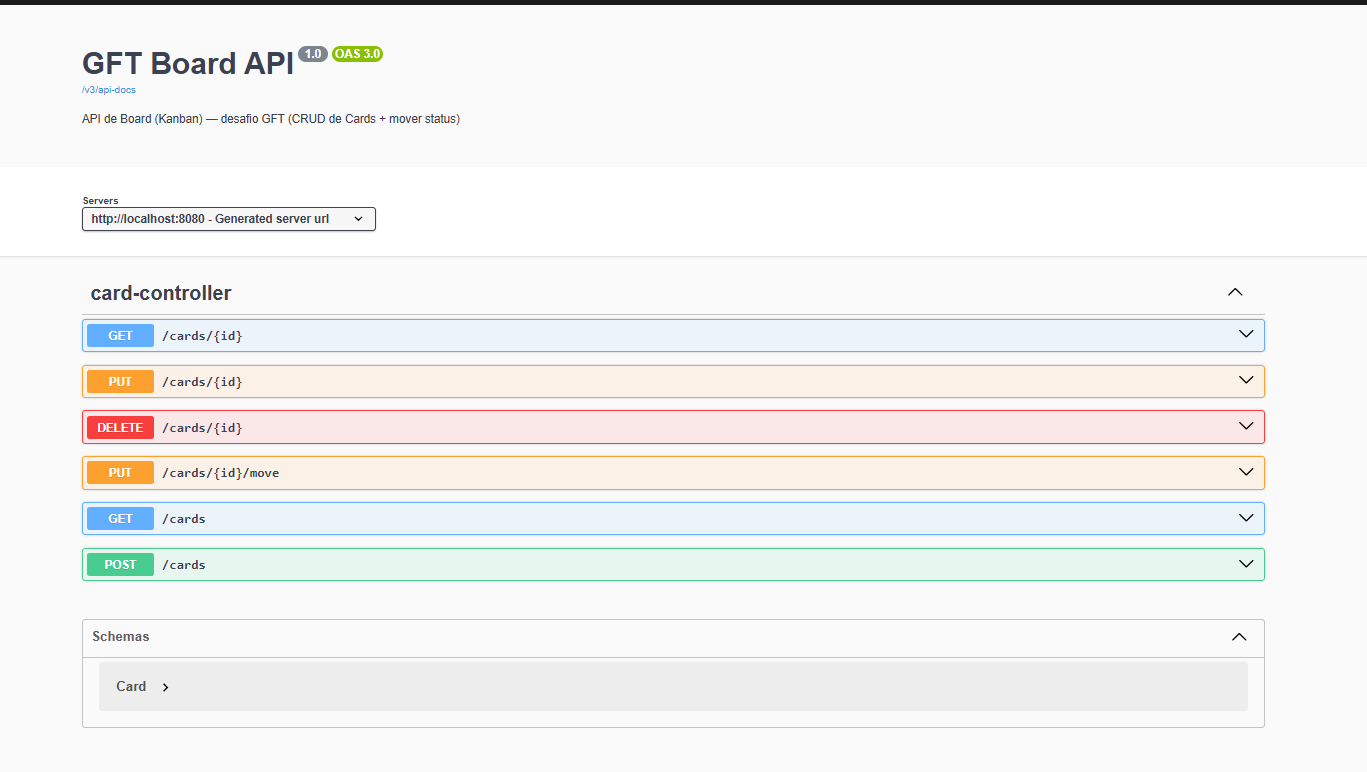 GFT Board API 1.0 OAS 3.0
/v3/api-docs
API de Board (Kanban) — desafio GFT (CRUD de Cards + mover status)
Servers
http://localhost:8080 - Generated server url
card-controller
GET /cards/{id}
PUT /cards/{id}
DELETE /cards/{id}
PUT /cards/{id}/move
GET /cards
POST /cards
Schemas
Card